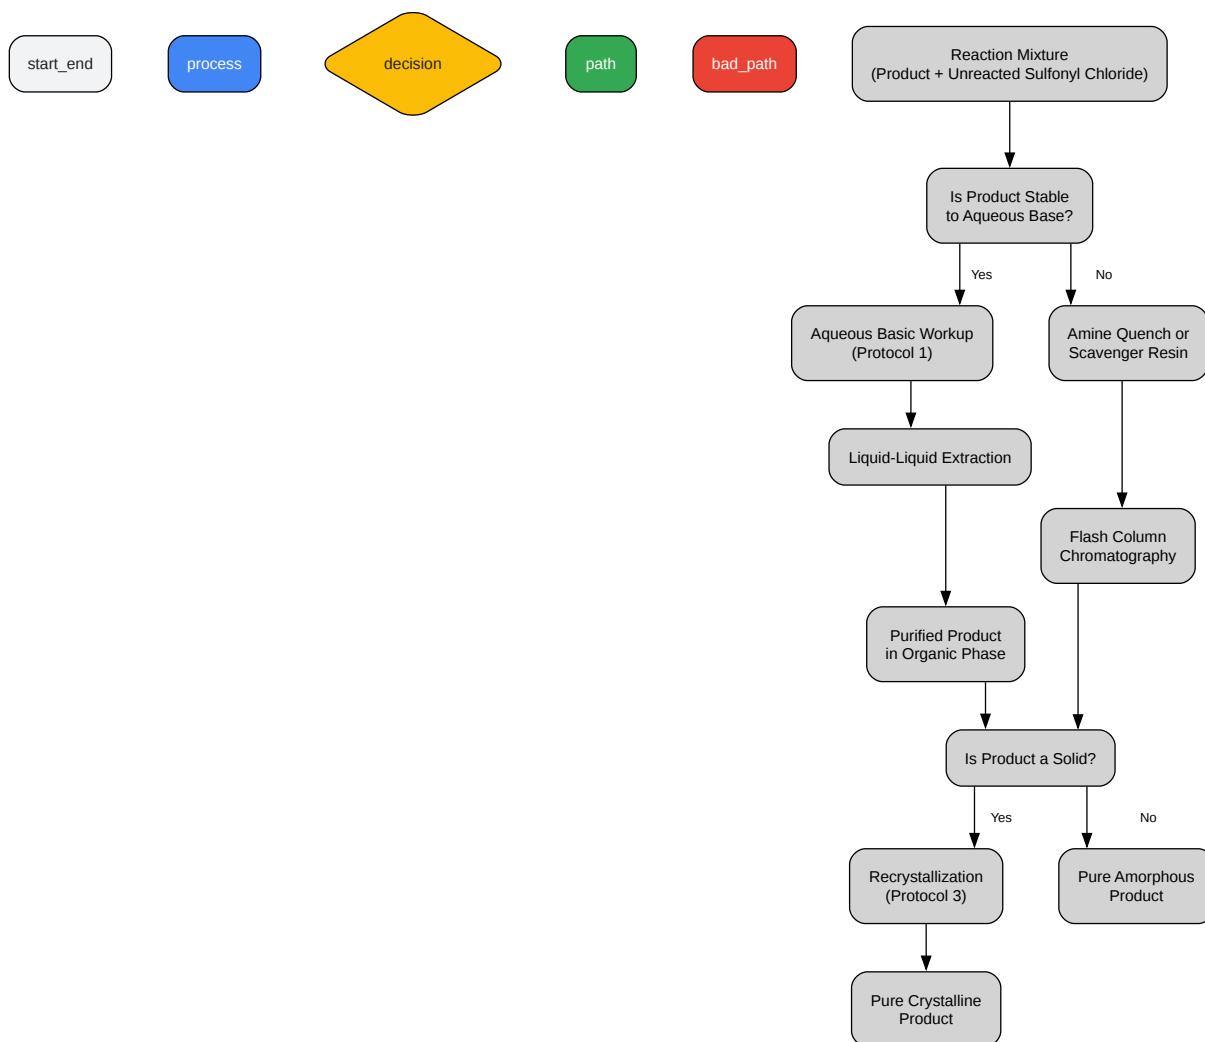 start_end
process
decision
path
bad_path
Reaction Mixture
(Product + Unreacted Sulfonyl Chloride)
Is Product Stable
to Aqueous Base?
Yes
No
Aqueous Basic Workup
(Protocol 1)
Amine Quench or
Scavenger Resin
Liquid-Liquid Extraction
Flash Column
Chromatography
Purified Product
in Organic Phase
Is Product a Solid?
Yes
No
Recrystallization
(Protocol 3)
Pure Amorphous
Product
Pure Crystalline
Product